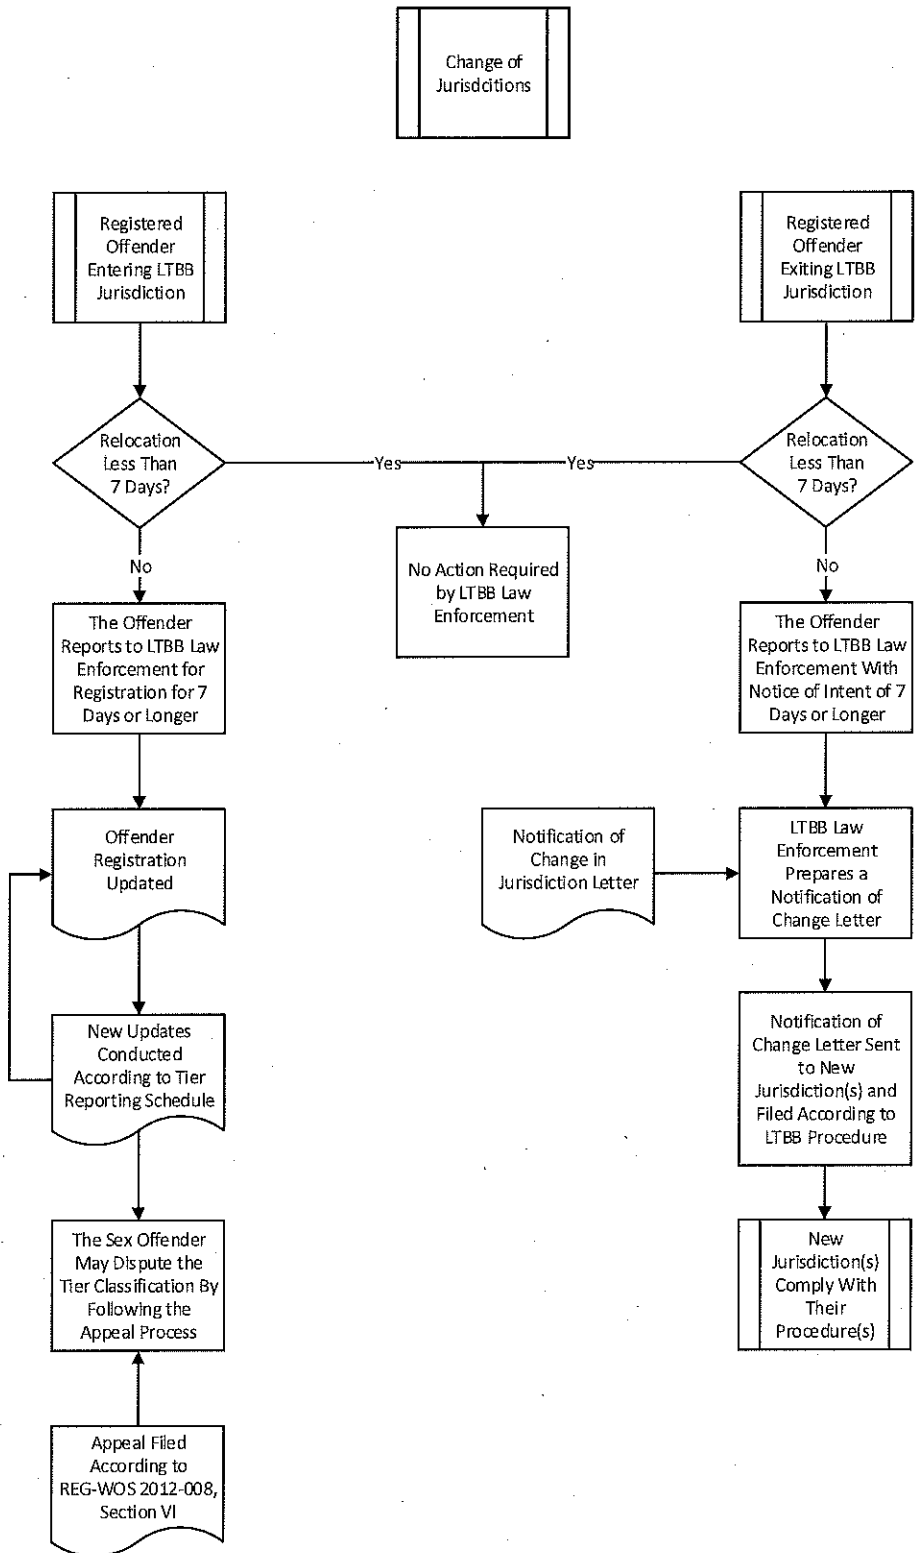 Change of
Jurisdcitions
Registered
Offender
Entering LTBB
Jurisdiction
Registered
Offender
Exiting LTBB
Jurisdiction
Relocation
Less Than
7 Days?
Yes
Yes
Relocation
Less Than
7 Days?
No
No Action Required
by LTBB Law
Enforcement
No
The Offender
Reports to LTBB Law
Enforcement for
Registration for 7
Days or Longer
The Offender
Reports to LTBB Law
Enforcement With
Notice of Intent of 7
Days or Longer
Offender
Registration
Updated
Notification of
Change in
Jurisdiction Letter
LTBB Law
Enforcement
Prepares a
Notification of
Change Letter
New Updates
Conducted
According to Tier
Reporting Schedule
Notification of
Change Letter Sent
to New
Jurisdiction(s) and
Filed According to
LTBB Procedure
The Sex Offender
May Dispute the
Tier Classification By
Following the
Appeal Process
New
Jurisdiction(s)
Comply With
Their
Procedure(s)
Appeal Filed
According to
REG-WOS 2012-008,
Section VI